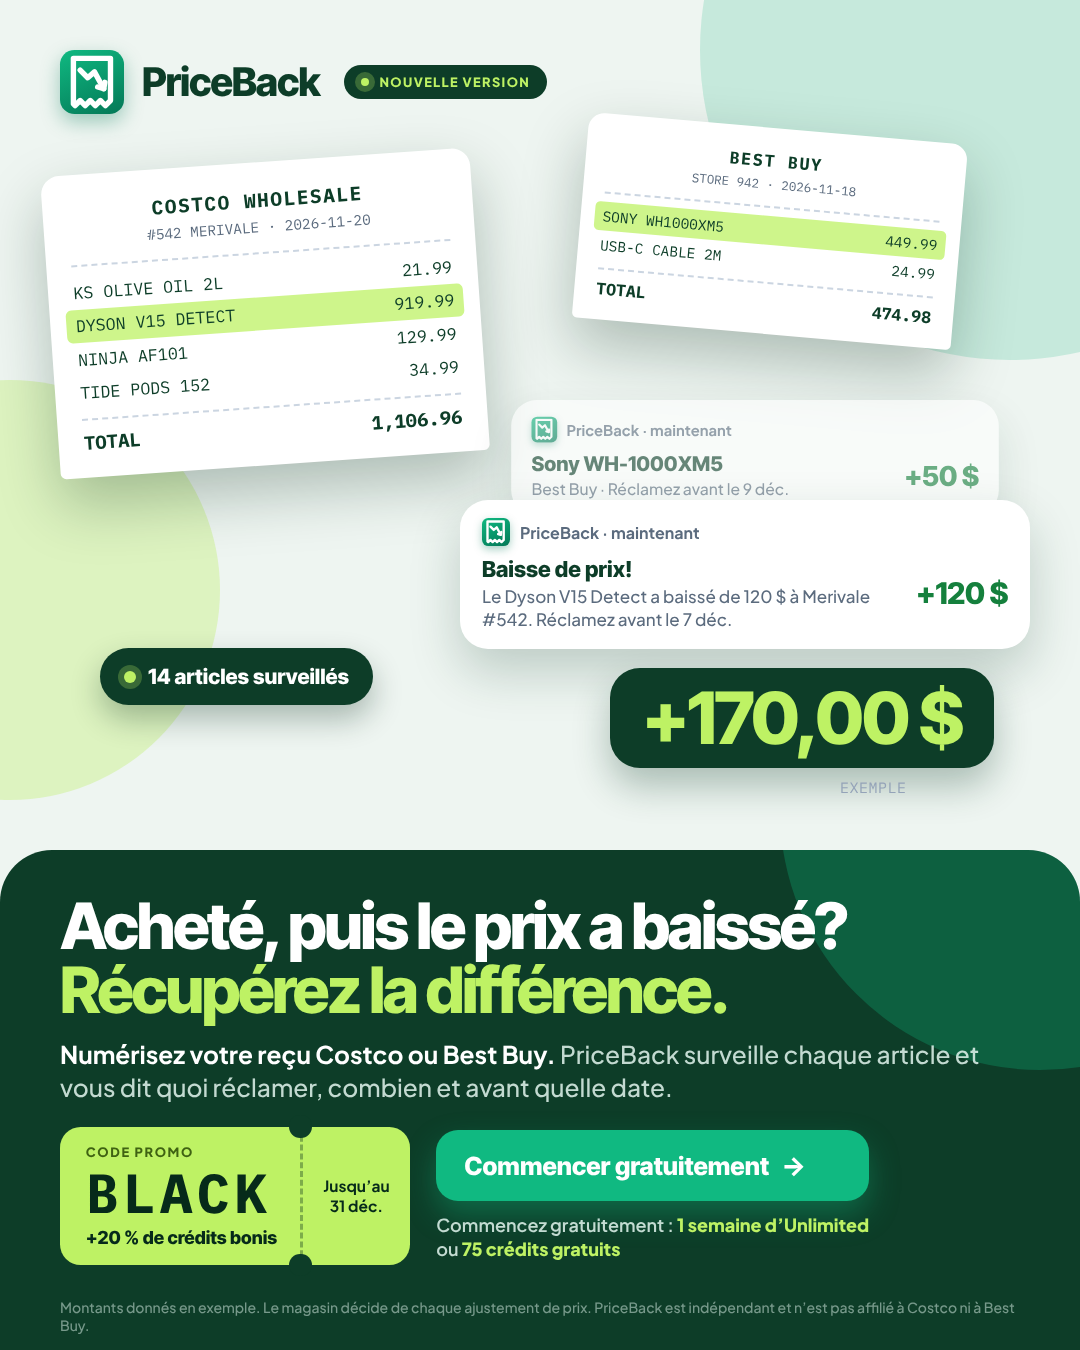 PriceBack
NOUVELLE VERSION
COSTCO WHOLESALE
#542 MERIVALE · 2026-11-20
KS OLIVE OIL 2L 21.99
DYSON V15 DETECT 919.99
NINJA AF101 129.99
TIDE PODS 152 34.99
TOTAL 1,106.96
BEST BUY
STORE 942 · 2026-11-18
SONY WH1000XM5 449.99
USB-C CABLE 2M 24.99
TOTAL 474.98
PriceBack · maintenant
Sony WH-1000XM5
+50 $
Best Buy · Réclamez avant le 9 déc.
PriceBack · maintenant
Baisse de prix!
Le Dyson V15 Detect a baissé de 120 $ à Merivale
#542. Réclamez avant le 7 déc.
+120 $
14 articles surveillés
+170,00 $
EXEMPLE
Acheté, puis le prix a baissé?
Récupérez la différence.
Numérisez votre reçu Costco ou Best Buy. PriceBack surveille chaque article et
vous dit quoi réclamer, combien et avant quelle date.
CODE PROMO
BLACK
+20 % de crédits bonis
Jusqu’au
31 déc.
Commencer gratuitement →
Commencez gratuitement : 1 semaine d’Unlimited
ou 75 crédits gratuits
Montants donnés en exemple. Le magasin décide de chaque ajustement de prix. PriceBack est indépendant et n’est pas affilié à Costco ni à Best
Buy.